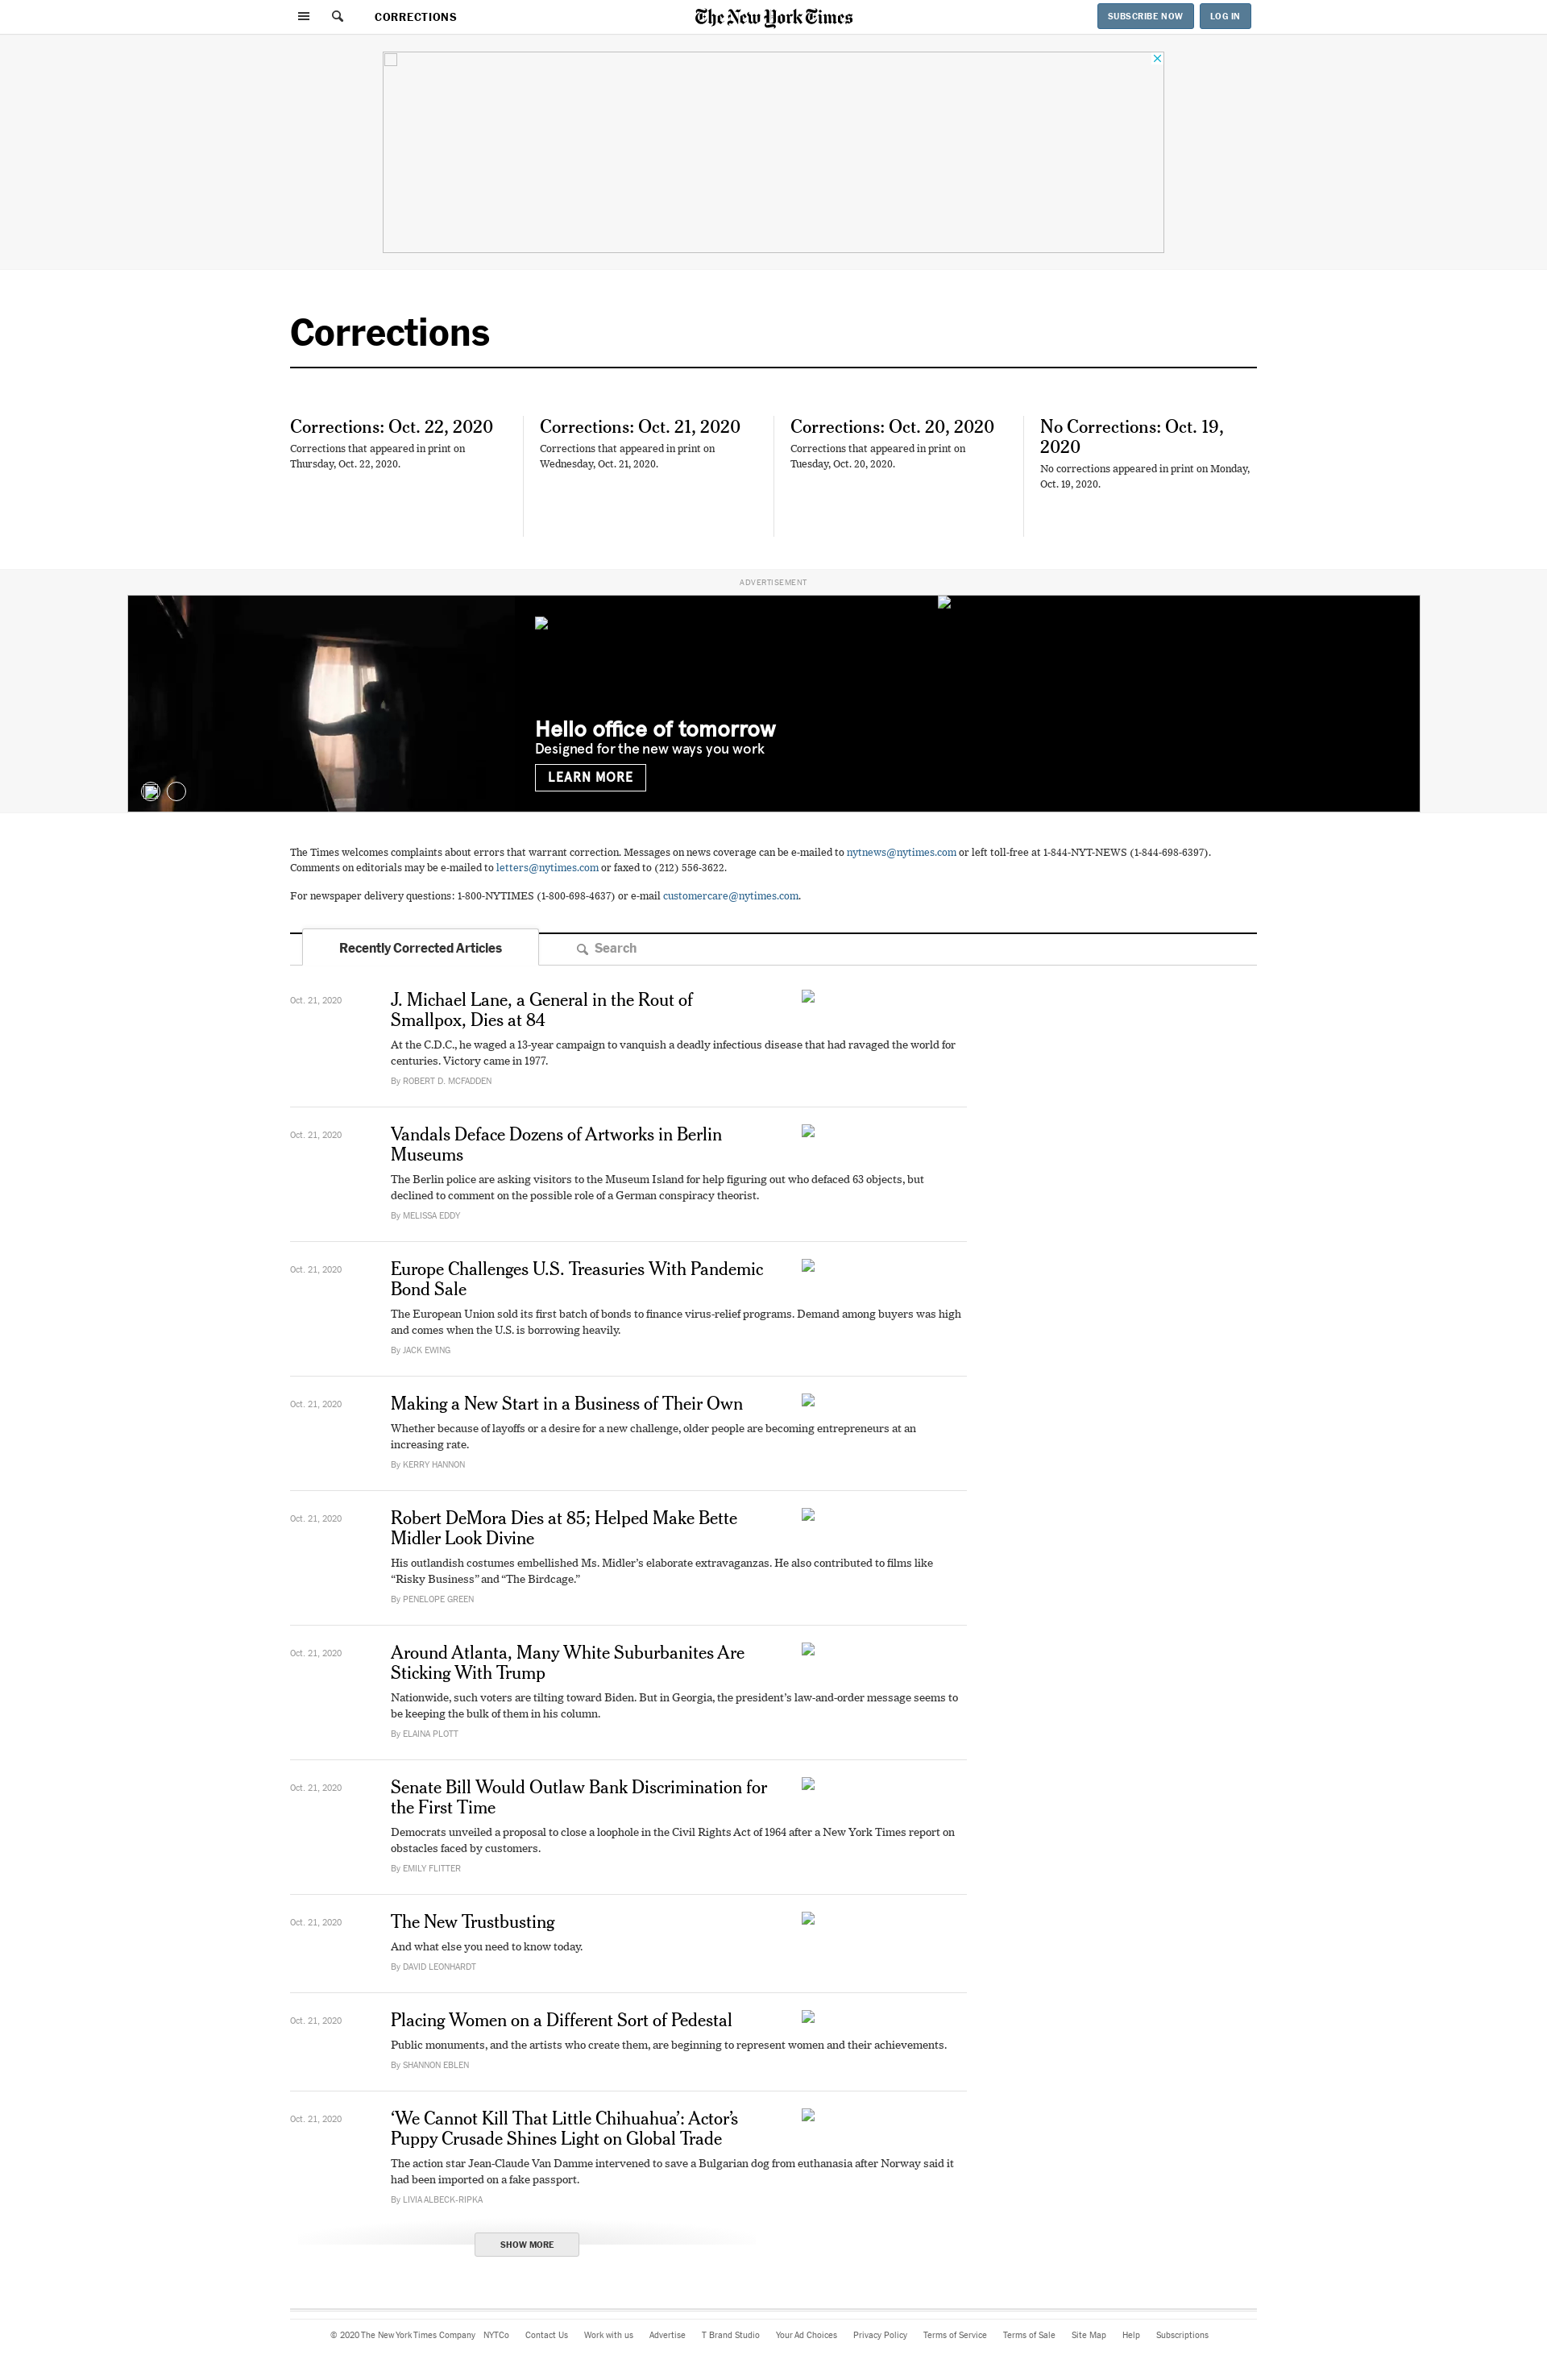 CORRECTIONS
The New York Times
SUBSCRIBE NOW
LOG IN
Corrections
Corrections: Oct. 22, 2020
Corrections that appeared in print on
Thursday, Oct. 22, 2020.
Corrections: Oct. 21, 2020
Corrections that appeared in print on
Wednesday, Oct. 21, 2020.
Corrections: Oct. 20, 2020
Corrections that appeared in print on
Tuesday, Oct. 20, 2020.
No Corrections: Oct. 19,
2020
No corrections appeared in print on Monday,
Oct. 19, 2020.
ADVERTISEMENT
Hello office of tomorrow
Designed for the new ways you work
LEARN MORE
The Times welcomes complaints about errors that warrant correction. Messages on news coverage can be e-mailed to nytnews@nytimes.com or left toll-free at 1-844-NYT-NEWS (1-844-698-6397).
Comments on editorials may be e-mailed to letters@nytimes.com or faxed to (212) 556-3622.
For newspaper delivery questions: 1-800-NYTIMES (1-800-698-4637) or e-mail customercare@nytimes.com.
Recently Corrected Articles
Search
Oct. 21, 2020
J. Michael Lane, a General in the Rout of
Smallpox, Dies at 84
At the C.D.C., he waged a 13-year campaign to vanquish a deadly infectious disease that had ravaged the world for
centuries. Victory came in 1977.
By ROBERT D. MCFADDEN
Oct. 21, 2020
Vandals Deface Dozens of Artworks in Berlin
Museums
The Berlin police are asking visitors to the Museum Island for help figuring out who defaced 63 objects, but
declined to comment on the possible role of a German conspiracy theorist.
By MELISSA EDDY
Oct. 21, 2020
Europe Challenges U.S. Treasuries With Pandemic
Bond Sale
The European Union sold its first batch of bonds to finance virus-relief programs. Demand among buyers was high
and comes when the U.S. is borrowing heavily.
By JACK EWING
Oct. 21, 2020
Making a New Start in a Business of Their Own
Whether because of layoffs or a desire for a new challenge, older people are becoming entrepreneurs at an
increasing rate.
By KERRY HANNON
Oct. 21, 2020
Robert DeMora Dies at 85; Helped Make Bette
Midler Look Divine
His outlandish costumes embellished Ms. Midler’s elaborate extravaganzas. He also contributed to films like
“Risky Business” and “The Birdcage.”
By PENELOPE GREEN
Oct. 21, 2020
Around Atlanta, Many White Suburbanites Are
Sticking With Trump
Nationwide, such voters are tilting toward Biden. But in Georgia, the president’s law-and-order message seems to
be keeping the bulk of them in his column.
By ELAINA PLOTT
Oct. 21, 2020
Senate Bill Would Outlaw Bank Discrimination for
the First Time
Democrats unveiled a proposal to close a loophole in the Civil Rights Act of 1964 after a New York Times report on
obstacles faced by customers.
By EMILY FLITTER
Oct. 21, 2020
The New Trustbusting
And what else you need to know today.
By DAVID LEONHARDT
Oct. 21, 2020
Placing Women on a Different Sort of Pedestal
Public monuments, and the artists who create them, are beginning to represent women and their achievements.
By SHANNON EBLEN
Oct. 21, 2020
‘We Cannot Kill That Little Chihuahua’: Actor’s
Puppy Crusade Shines Light on Global Trade
The action star Jean-Claude Van Damme intervened to save a Bulgarian dog from euthanasia after Norway said it
had been imported on a fake passport.
By LIVIA ALBECK-RIPKA
SHOW MORE
© 2020 The New York Times Company NYTCo Contact Us Work with us Advertise T Brand Studio Your Ad Choices Privacy Policy Terms of Service Terms of Sale Site Map Help Subscriptions